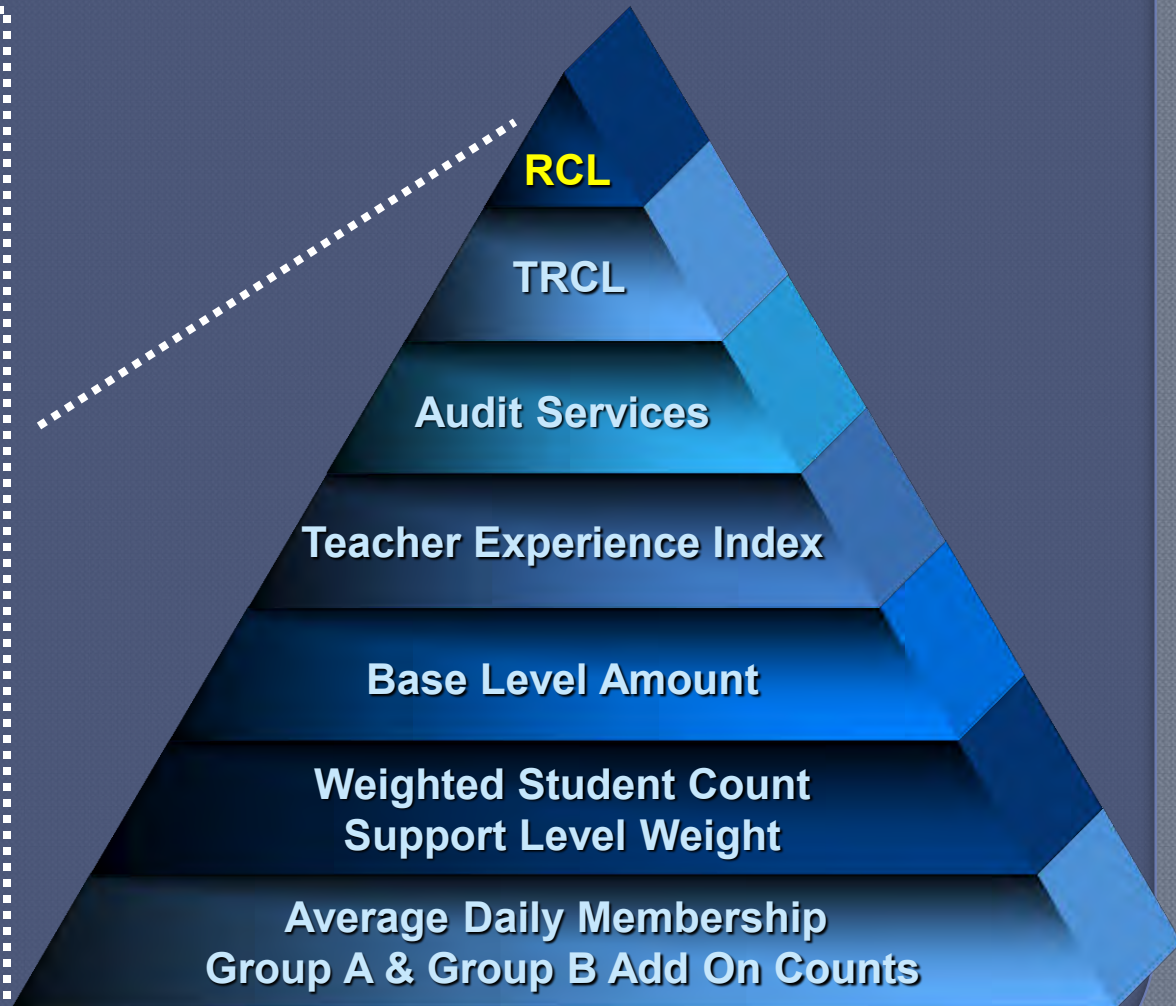 RCL
TRCL
Audit Services
Teacher Experience Index
Base Level Amount
Weighted Student Count
Support Level Weight
Average Daily Membership
Group A & Group B Add On Counts